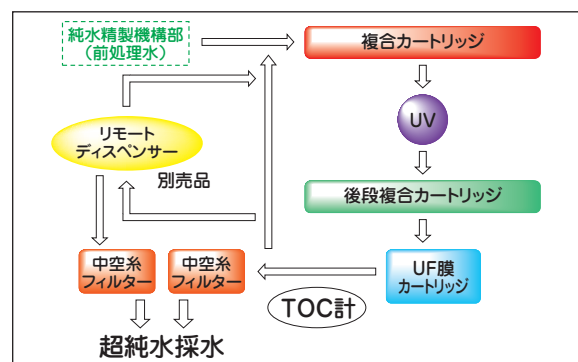 純水精製機構部
(前処理水)
複合カートリッジ
UV
リモート
ディスペンサー
別売品
後段複合カートリッジ
中空糸
フィルター
中空糸
フィルター
UF膜
カートリッジ
TOC計
超純水採水